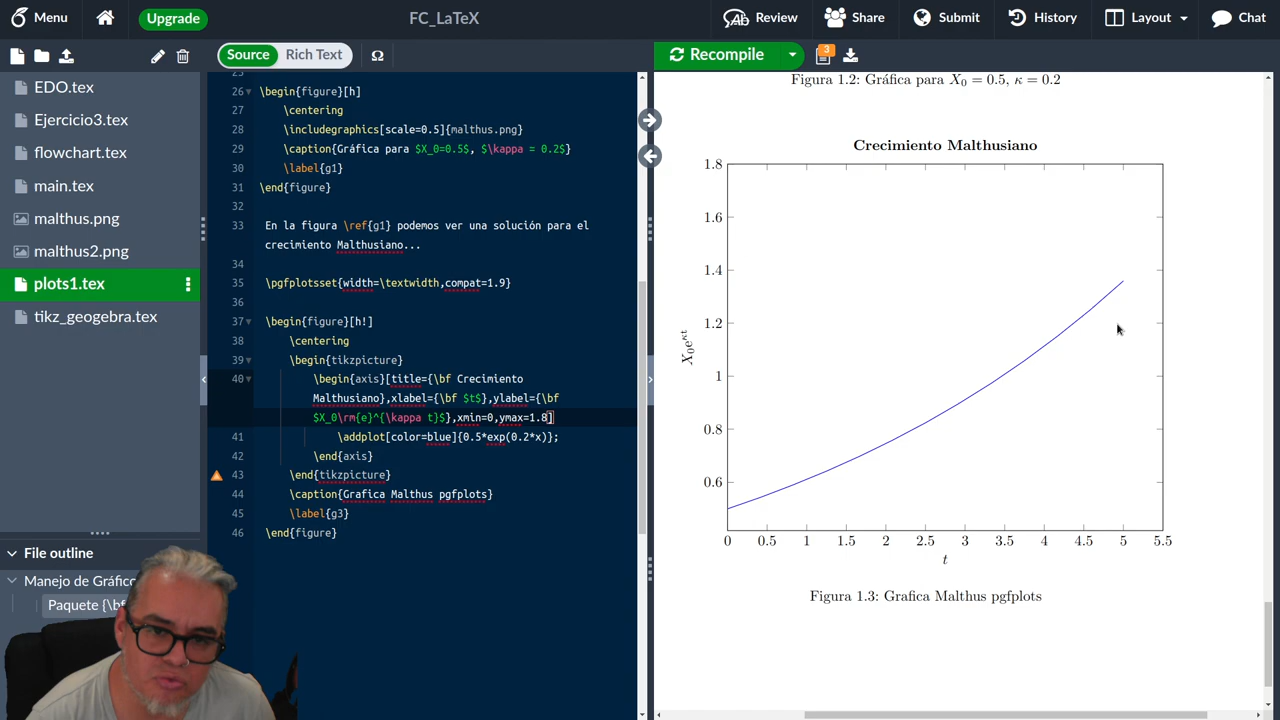 Menu
Upgrade
FC_LaTeX
Review
Share
Submit
History
Layout
Chat
Source
Rich Text
Ω
Recompile
3
EDO.tex
Ejercicio3.tex
flowchart.tex
main.tex
malthus.png
malthus2.png
plots1.tex
tikz_geogebra.tex
File outline
Manejo de Gráfic
Paquete {\bf
25
26 \begin{figure}[h]
27 \centering
28 \includegraphics[scale=0.5]{malthus.png}
29 \caption{Gráfica para $X_0=0.5$, $\kappa = 0.2$}
30 \label{g1}
31 \end{figure}
32
33 En la figura \ref{g1} podemos ver una solución para el
crecimiento Malthusiano...
34
35 \pgfplotsset{width=\textwidth,compat=1.9}
36
37 \begin{figure}[h!]
38 \centering
39 \begin{tikzpicture}
40 \begin{axis}[title={\bf Crecimiento
Malthusiano},xlabel={\bf $t$},ylabel={\bf
$X_0\rm{e}^{\kappa t}$},xmin=0,ymax=1.8]
41 \addplot[color=blue]{0.5*exp(0.2*x)};
42 \end{axis}
43 \end{tikzpicture}
44 \caption{Grafica Malthus pgfplots}
45 \label{g3}
46 \end{figure}
Figura 1.2: Gráfica para X₀ = 0.5, κ = 0.2
Crecimiento Malthusiano
1.8
1.6
1.4
1.2
1
0.8
0.6
X₀e^κt
0 0.5 1 1.5 2 2.5 3 3.5 4 4.5 5 5.5
t
Figura 1.3: Grafica Malthus pgfplots